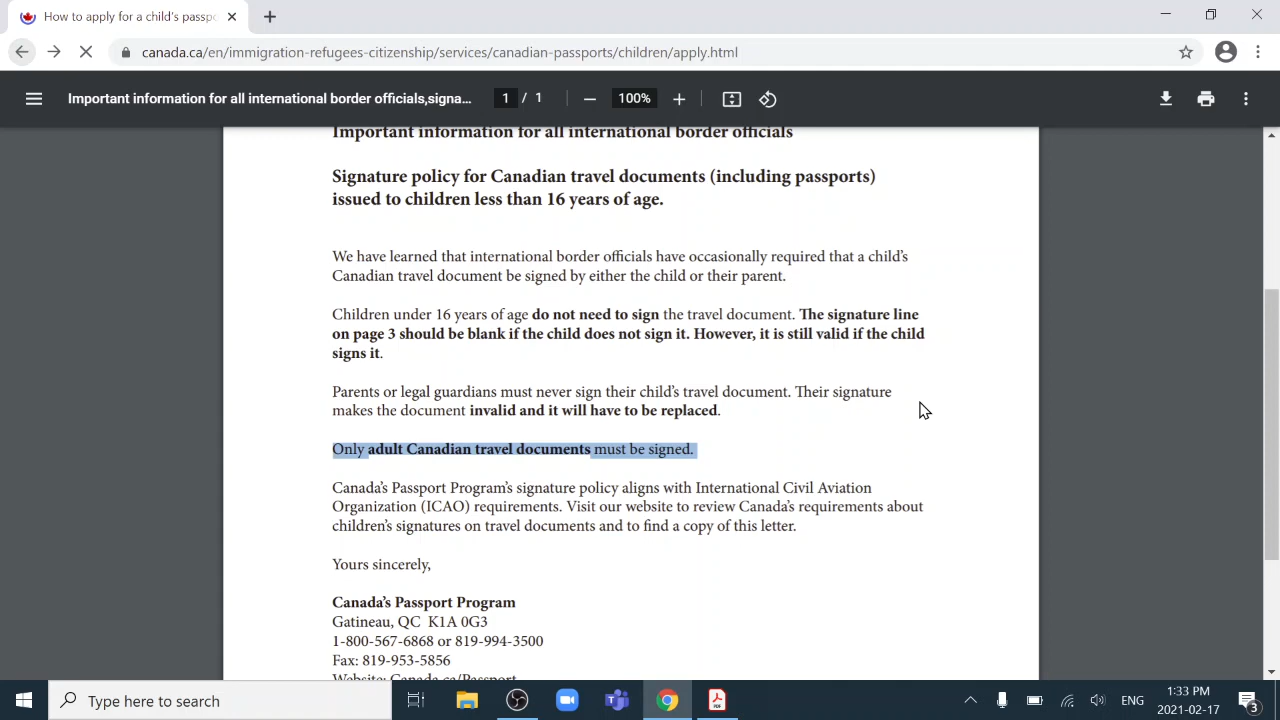 How to apply for a child's passpo
canada.ca/en/immigration-refugees-citizenship/services/canadian-passports/children/apply.html
Important information for all international border officials,signa... 1 / 1 100%
Important information for all international border officials
Signature policy for Canadian travel documents (including passports)
issued to children less than 16 years of age.
We have learned that international border officials have occasionally required that a child's
Canadian travel document be signed by either the child or their parent.
Children under 16 years of age do not need to sign the travel document. The signature line
on page 3 should be blank if the child does not sign it. However, it is still valid if the child
signs it.
Parents or legal guardians must never sign their child's travel document. Their signature
makes the document invalid and it will have to be replaced.
Only adult Canadian travel documents must be signed.
Canada's Passport Program's signature policy aligns with International Civil Aviation
Organization (ICAO) requirements. Visit our website to review Canada's requirements about
children's signatures on travel documents and to find a copy of this letter.
Yours sincerely,
Canada's Passport Program
Gatineau, QC K1A 0G3
1-800-567-6868 or 819-994-3500
Fax: 819-953-5856
Website: Canada.ca/Passport
Type here to search
ENG
1:33 PM
2021-02-17
3